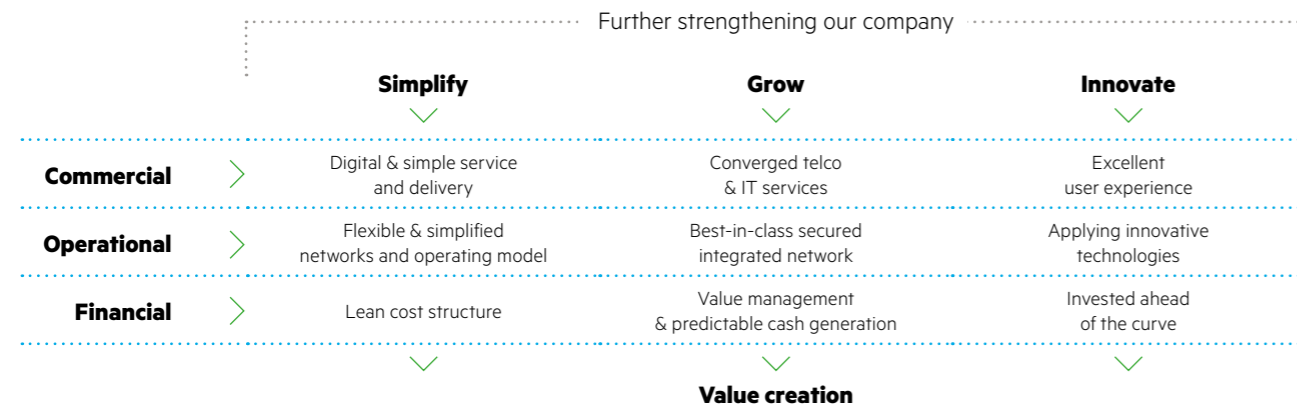 Further strengthening our company
Simplify
Grow
Innovate
Commercial
Digital & simple service
and delivery
Converged telco
& IT services
Excellent
user experience
Operational
Flexible & simplified
networks and operating model
Best-in-class secured
integrated network
Applying innovative
technologies
Financial
Lean cost structure
Value management
& predictable cash generation
Invested ahead
of the curve
Value creation